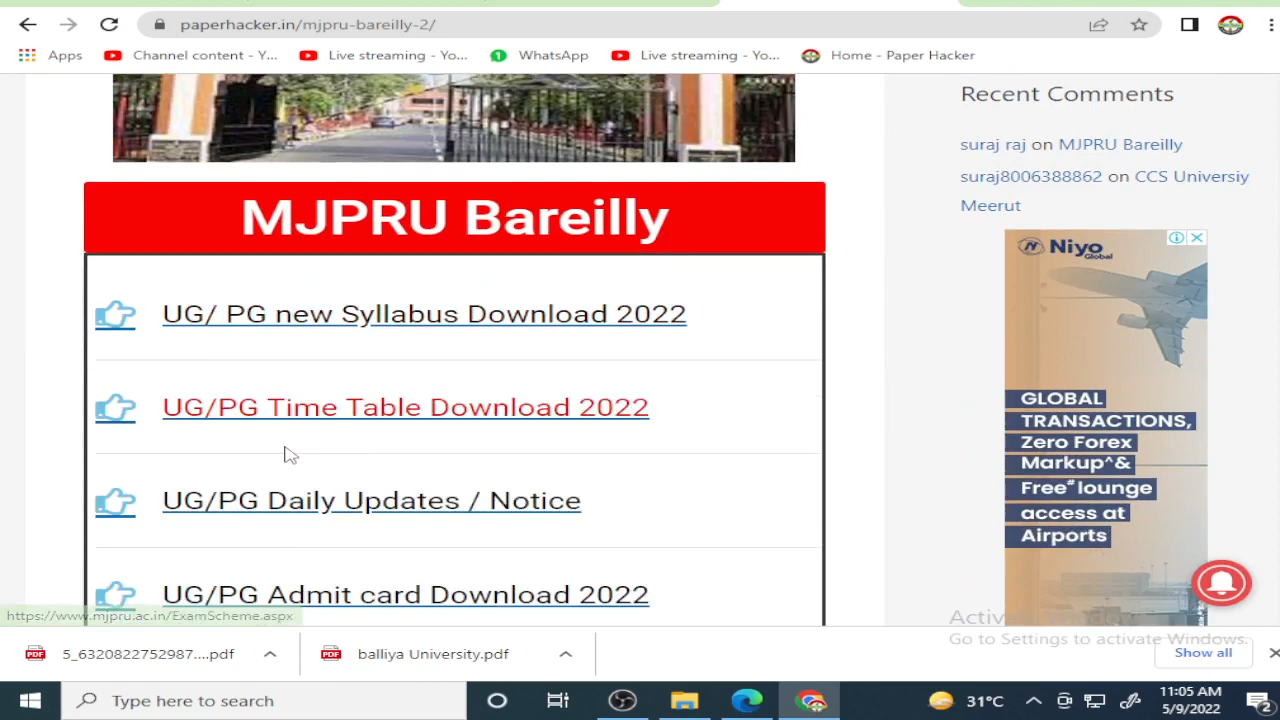 paperhacker.in/mjpru-bareilly-2/
Apps
Channel content - Y...
Live streaming - Yo...
1
WhatsApp
Live streaming - Yo...
Home - Paper Hacker
Recent Comments
suraj raj on MJPRU Bareilly
suraj8006388862 on CCS Universiy
Meerut
MJPRU Bareilly
UG/ PG new Syllabus Download 2022
UG/PG Time Table Download 2022
UG/PG Daily Updates / Notice
UG/PG Admit card Download 2022
Niyo
Global
GLOBAL
TRANSACTIONS,
Zero Forex
Markup^&
Free# lounge
access at
Airports
https://www.mjpru.ac.in/ExamScheme.aspx
Go to Settings to activate Windows.
PDF
5_6320822752987....pdf
PDF
balliya University.pdf
Show all
Type here to search
31°C
11:05 AM
5/9/2022
2